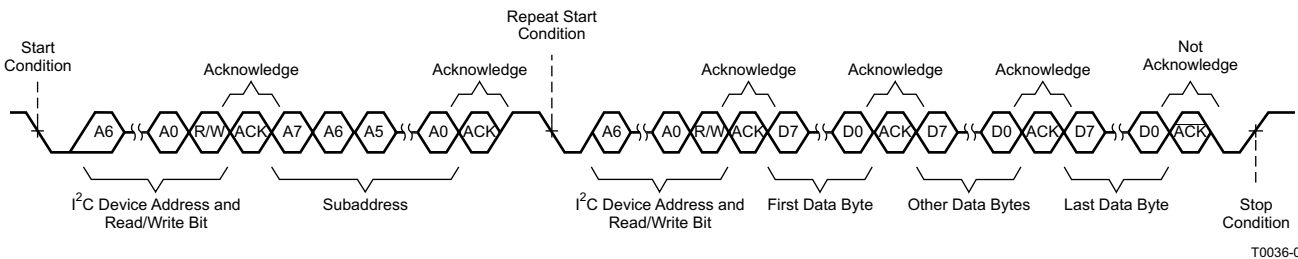 Repeat Start
Condition
Start
Condition
Not
Acknowledge
Acknowledge
Acknowledge
Acknowledge
Acknowledge
Acknowledge
A6 A0 R/W ACK A7 A6 A5 A0 ACK A6 A0 R/W ACK D7 D0 ACK D7 D0 ACK D7 D0 ACK
I²C Device Address and
Read/Write Bit
Subaddress
I²C Device Address and
Read/Write Bit
First Data Byte
Other Data Bytes
Last Data Byte
Stop
Condition